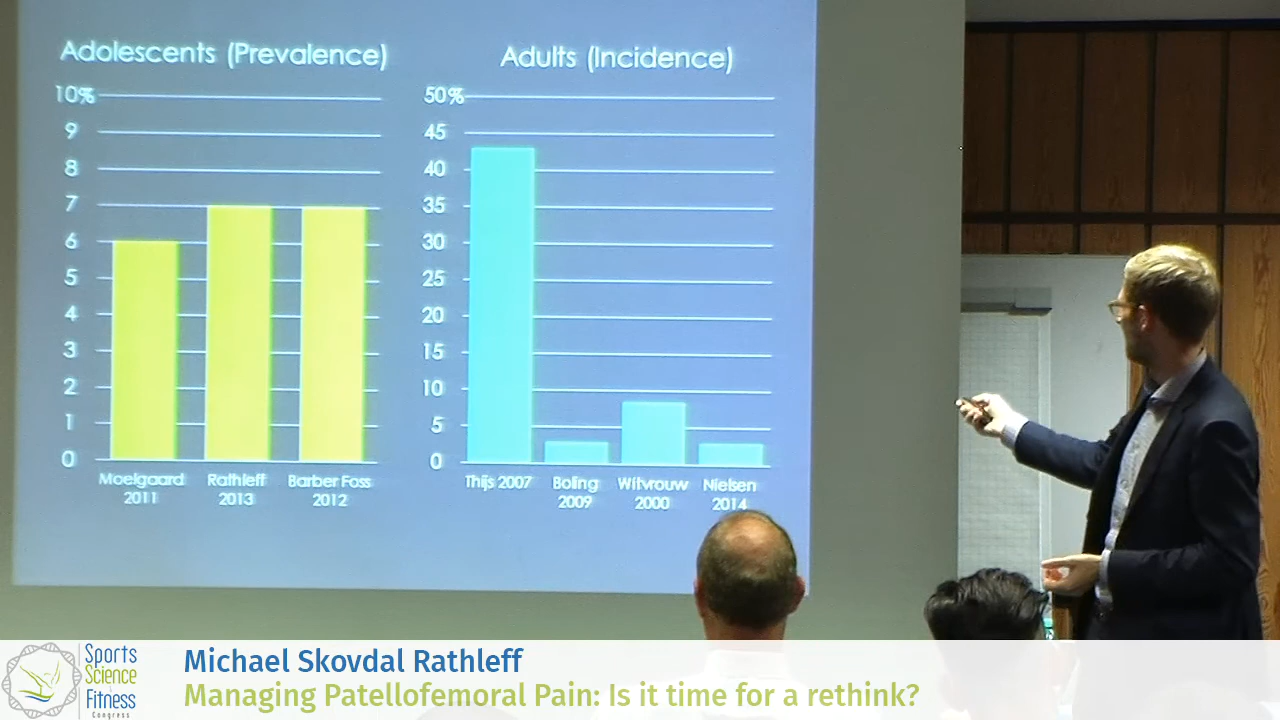 Adolescents (Prevalence)
10%
9
8
7
6
5
4
3
2
1
0
Moelgaard
2011
Rathleff
2013
Barber Foss
2012
Adults (Incidence)
50%
45
40
35
30
25
20
15
10
5
0
Thijs 2007
Boling
2009
Witvrouw
2000
Nielsen
2014
Sports
Science
Fitness
Congress
Michael Skovdal Rathleff
Managing Patellofemoral Pain: Is it time for a rethink?